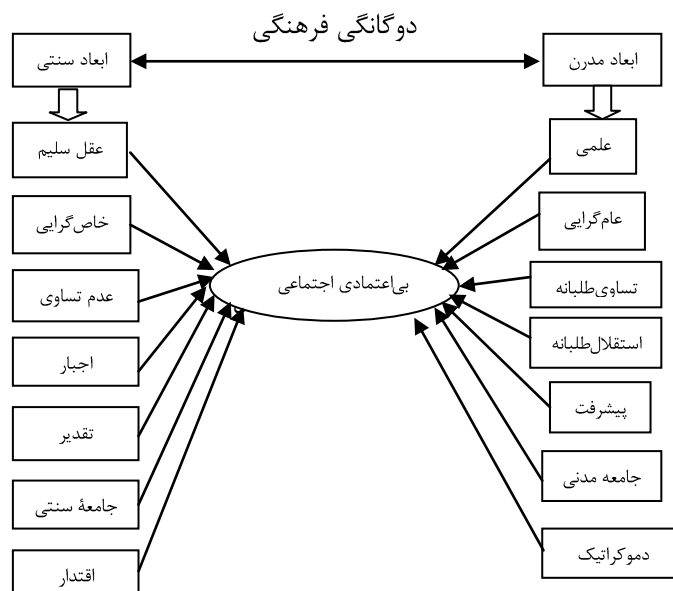 دوگانگی فرهنگی
ابعاد مدرن
ابعاد سنتی
علمی
عقل سلیم
عام‌گرایی
خاص‌گرایی
بی‌اعتمادی اجتماعی
تساوی‌طلبانه
عدم تساوی
استقلال‌طلبانه
اجبار
پیشرفت
تقدیر
جامعه مدنی
جامعۀ سنتی
دموکراتیک
اقتدار